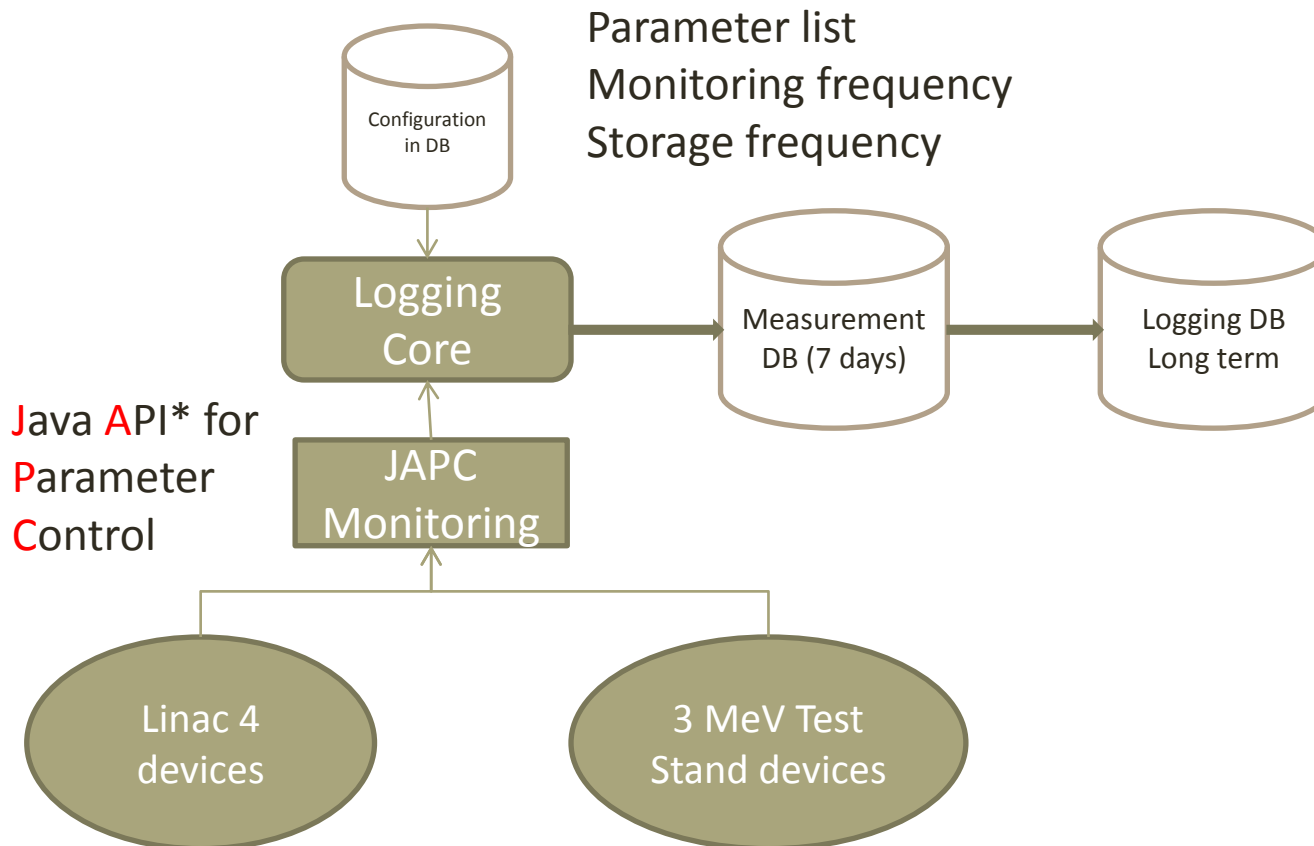 Parameter list
Monitoring frequency
Storage frequency
Configuration
in DB
Logging
Core
Measurement
DB (7 days)
Logging DB
Long term
Java API* for
Parameter
Control
JAPC
Monitoring
Linac 4
devices
3 MeV Test
Stand devices